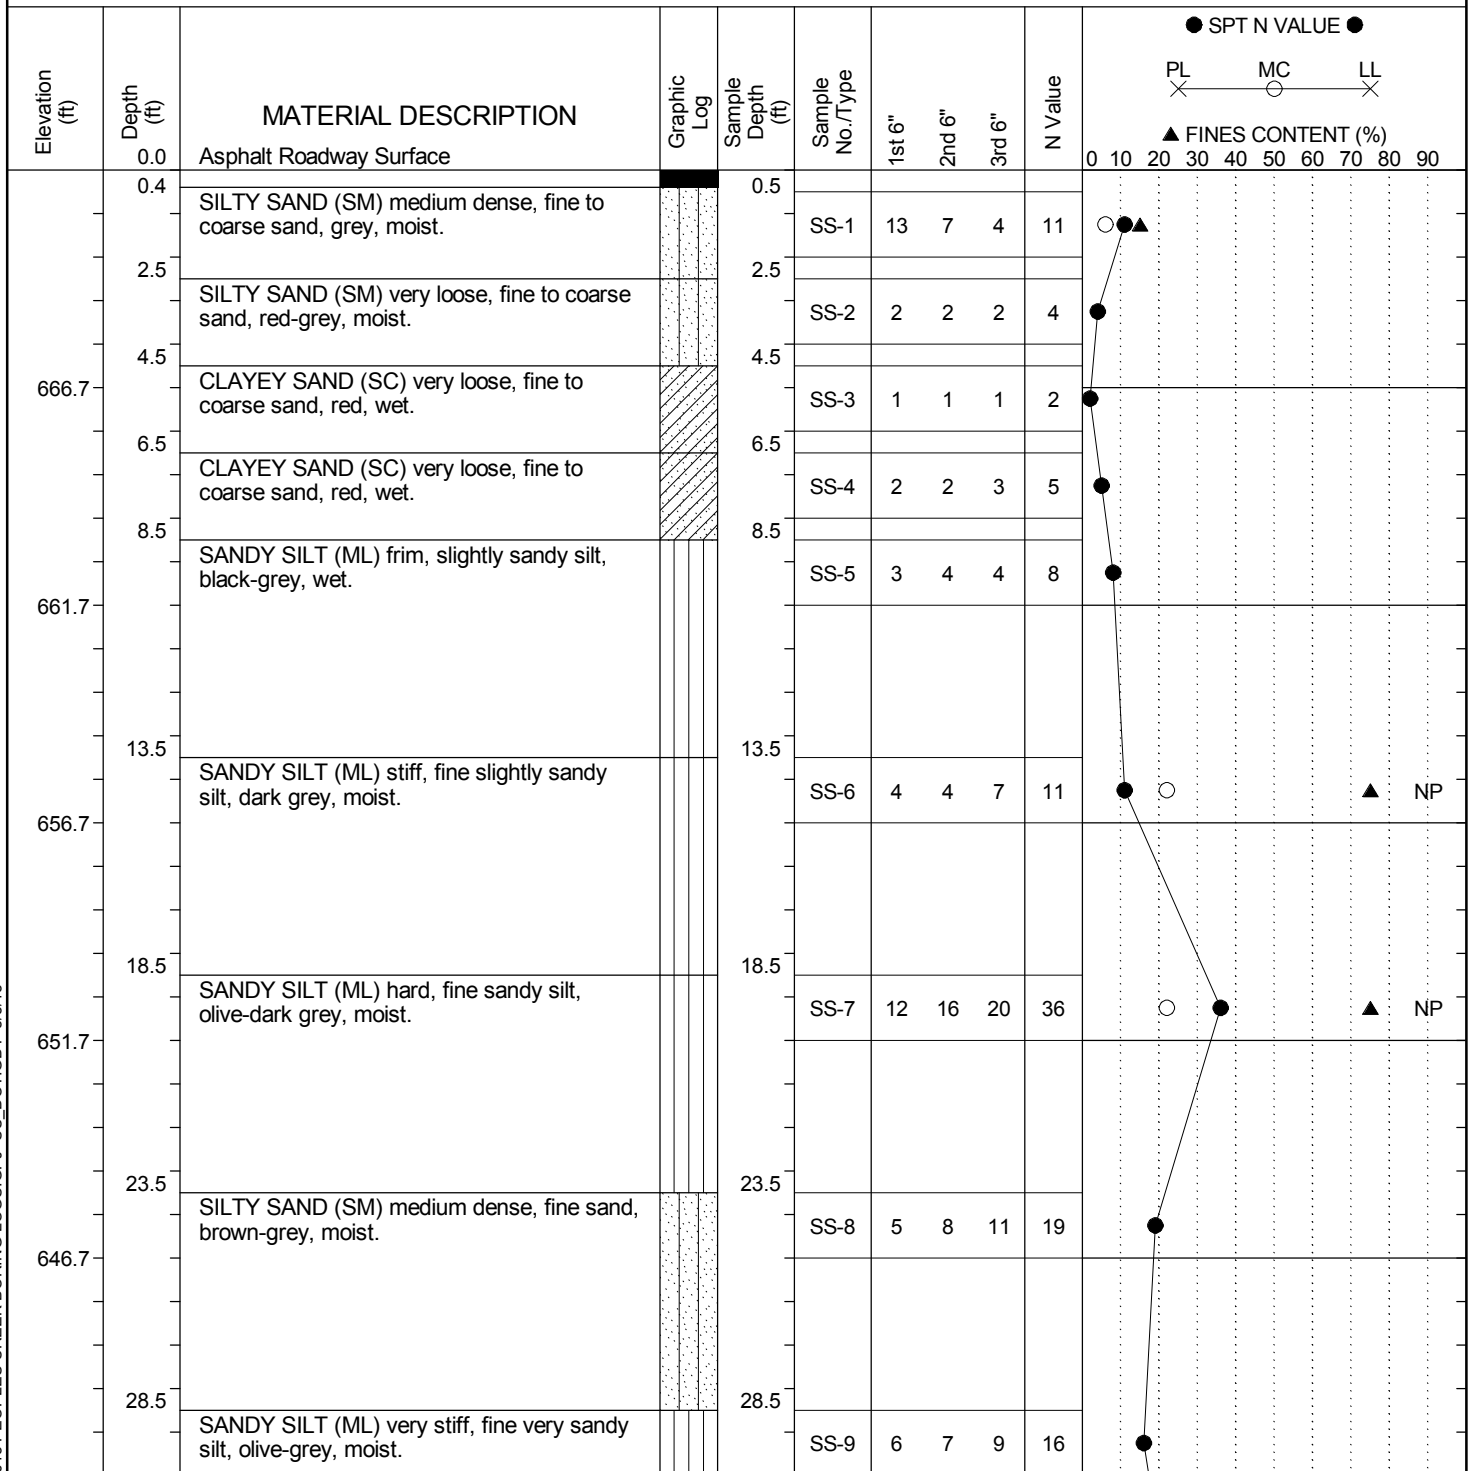 ● SPT N VALUE ●
PL MC LL
▲ FINES CONTENT (%)
0 10 20 30 40 50 60 70 80 90
Elevation
(ft)
Depth
(ft)
MATERIAL DESCRIPTION
Graphic
Log
Sample
Depth
(ft)
Sample
No./Type
1st 6"
2nd 6"
3rd 6"
N Value
0.0 Asphalt Roadway Surface
0.4 0.5
SILTY SAND (SM) medium dense, fine to
coarse sand, grey, moist.
SS-1 13 7 4 11
2.5 2.5
SILTY SAND (SM) very loose, fine to coarse
sand, red-grey, moist.
SS-2 2 2 2 4
4.5 4.5
666.7
CLAYEY SAND (SC) very loose, fine to
coarse sand, red, wet.
SS-3 1 1 1 2
6.5 6.5
CLAYEY SAND (SC) very loose, fine to
coarse sand, red, wet.
SS-4 2 2 3 5
8.5 8.5
SANDY SILT (ML) frim, slightly sandy silt,
black-grey, wet.
SS-5 3 4 4 8
661.7
13.5 13.5
SANDY SILT (ML) stiff, fine slightly sandy
silt, dark grey, moist.
SS-6 4 4 7 11 NP
656.7
18.5 18.5
SANDY SILT (ML) hard, fine sandy silt,
olive-dark grey, moist.
SS-7 12 16 20 36 NP
651.7
23.5 23.5
SILTY SAND (SM) medium dense, fine sand,
brown-grey, moist.
SS-8 5 8 11 19
646.7
28.5 28.5
SANDY SILT (ML) very stiff, fine very sandy
silt, olive-grey, moist.
SS-9 6 7 9 16